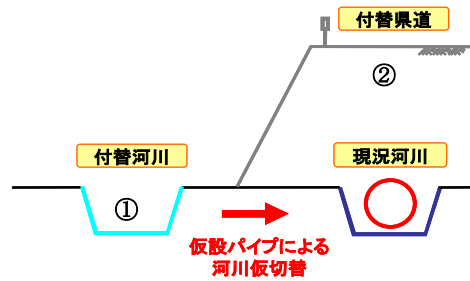 付替県道
②
付替河川
現況河川
①
仮設パイプによる
河川仮切替